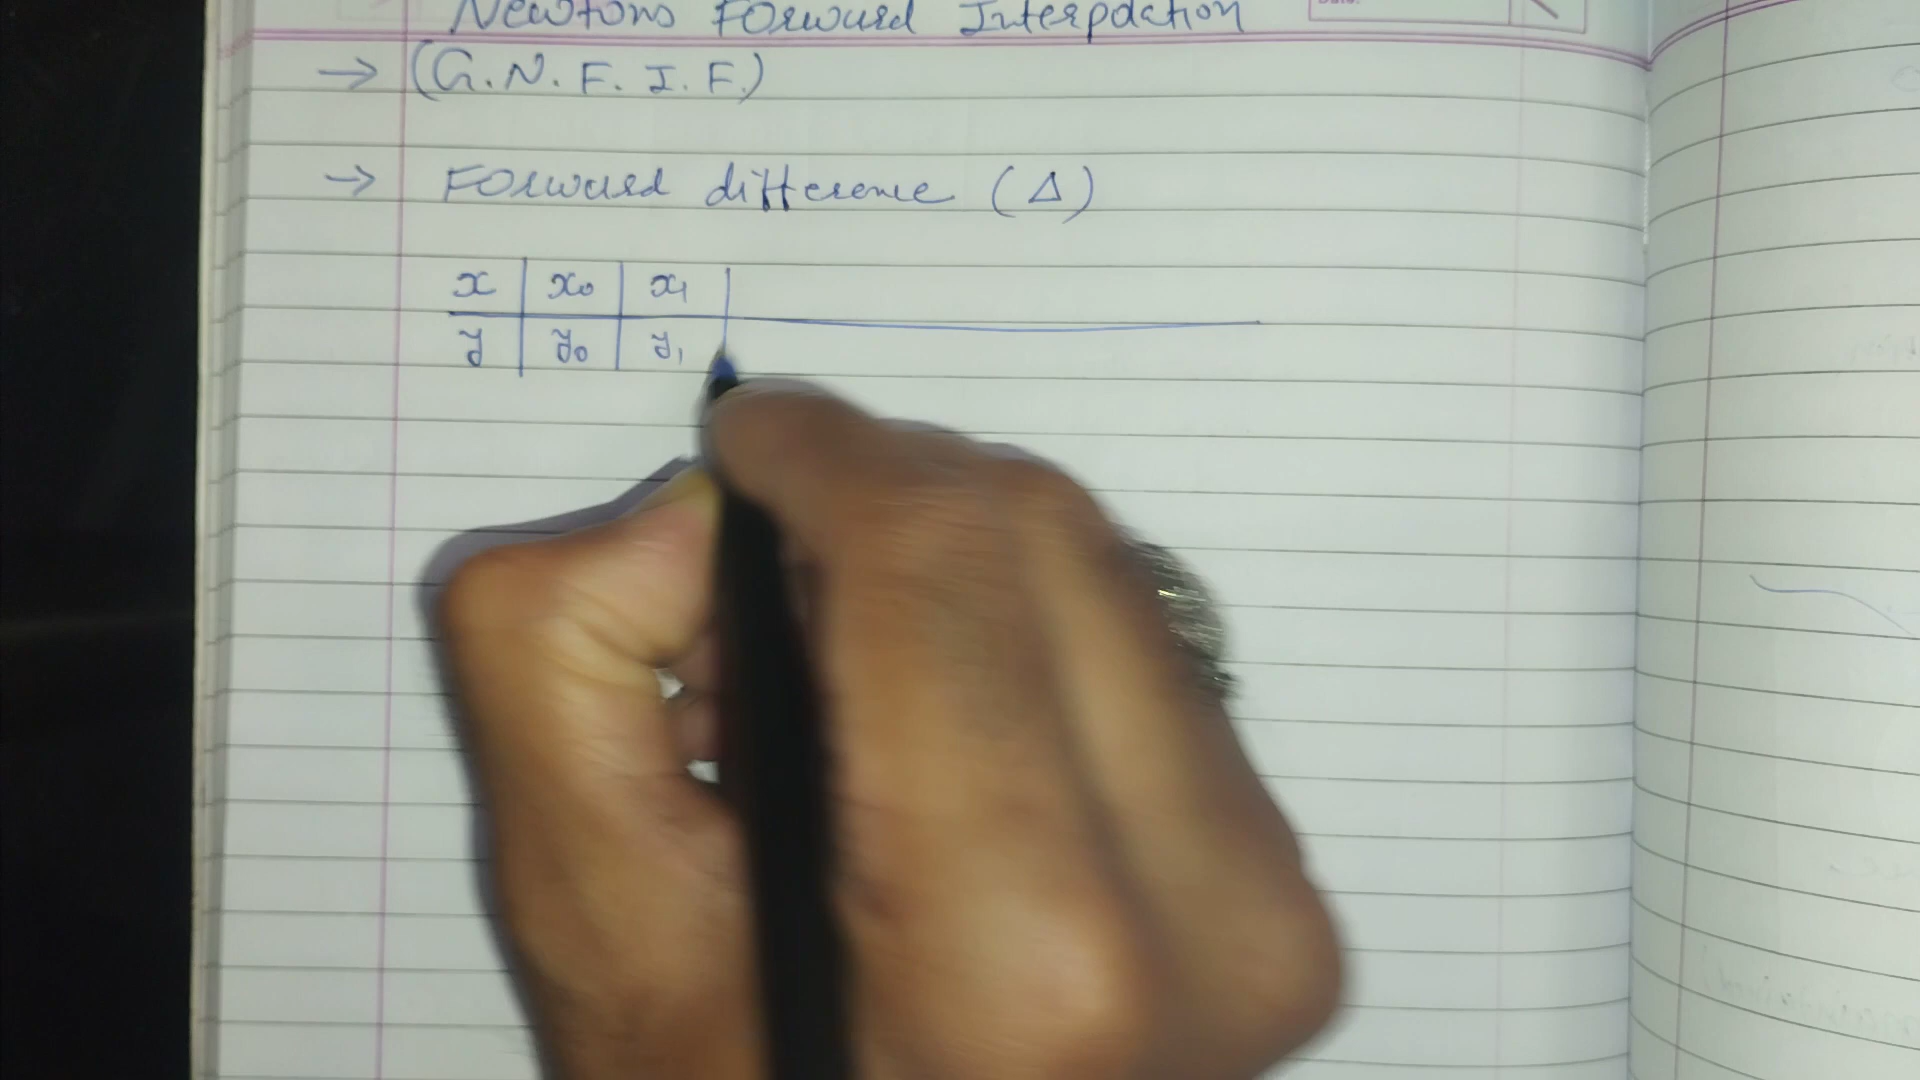 Newtons Forward Interpolation
→ (G.N.F.I.F.)
→ Forward difference (Δ)
x | x₀ | x₁ |
y | y₀ | y₁